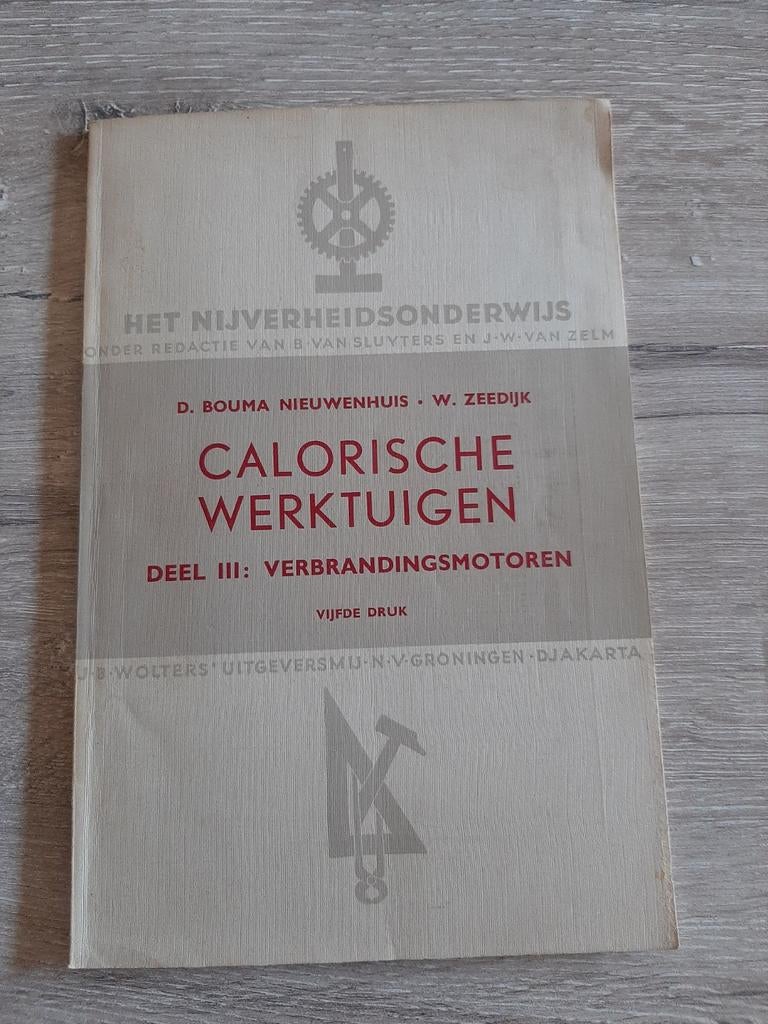 HET NIJVERHEIDSONDERWIJS
ONDER REDACTIE VAN B·VAN SLUYTERS EN J·W·VAN ZELM
D. BOUMA NIEUWENHUIS · W. ZEEDIJK
CALORISCHE
WERKTUIGEN
DEEL III: VERBRANDINGSMOTOREN
VIJFDE DRUK
J·B·WOLTERS' UITGEVERSMIJ·N·V·GRONINGEN·DJAKARTA